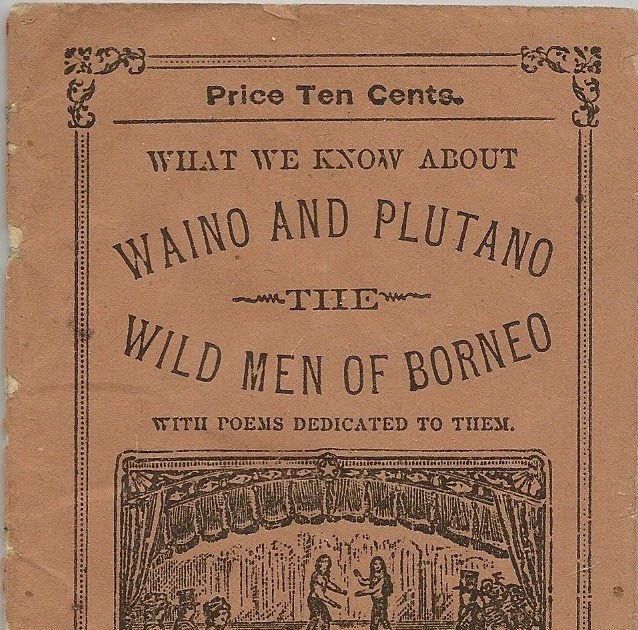 Price Ten Cents.
WHAT WE KNOW ABOUT
WAINO AND PLUTANO
THE
WILD MEN OF BORNEO
WITH POEMS DEDICATED TO THEM.